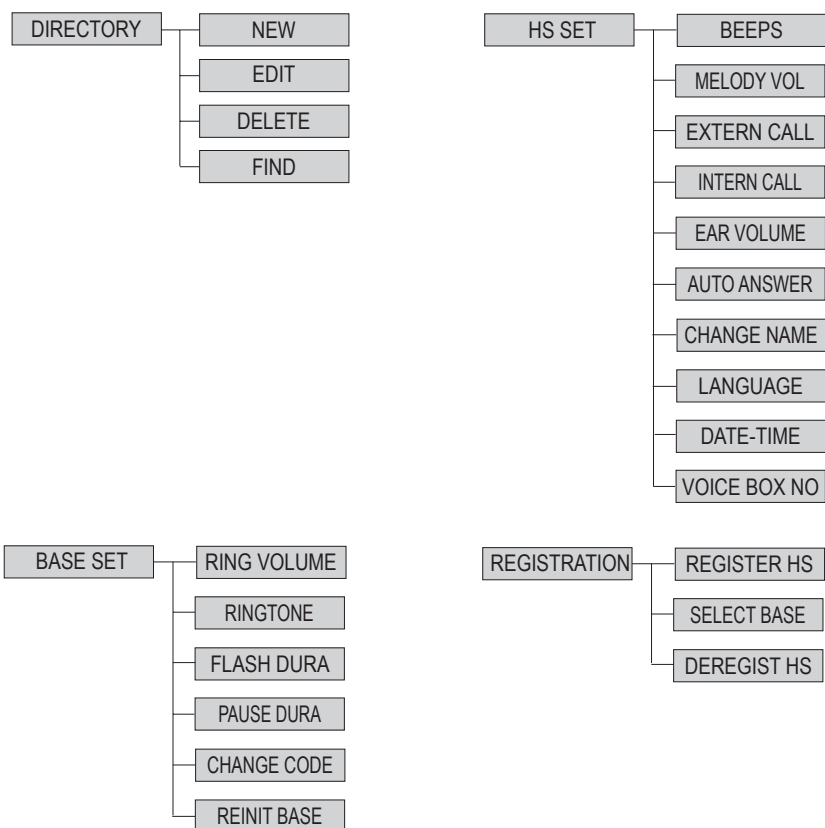 DIRECTORY
NEW
EDIT
DELETE
FIND
HS SET
BEEPS
MELODY VOL
EXTERN CALL
INTERN CALL
EAR VOLUME
AUTO ANSWER
CHANGE NAME
LANGUAGE
DATE-TIME
VOICE BOX NO
BASE SET
RING VOLUME
RINGTONE
FLASH DURA
PAUSE DURA
CHANGE CODE
REINIT BASE
REGISTRATION
REGISTER HS
SELECT BASE
DEREGIST HS